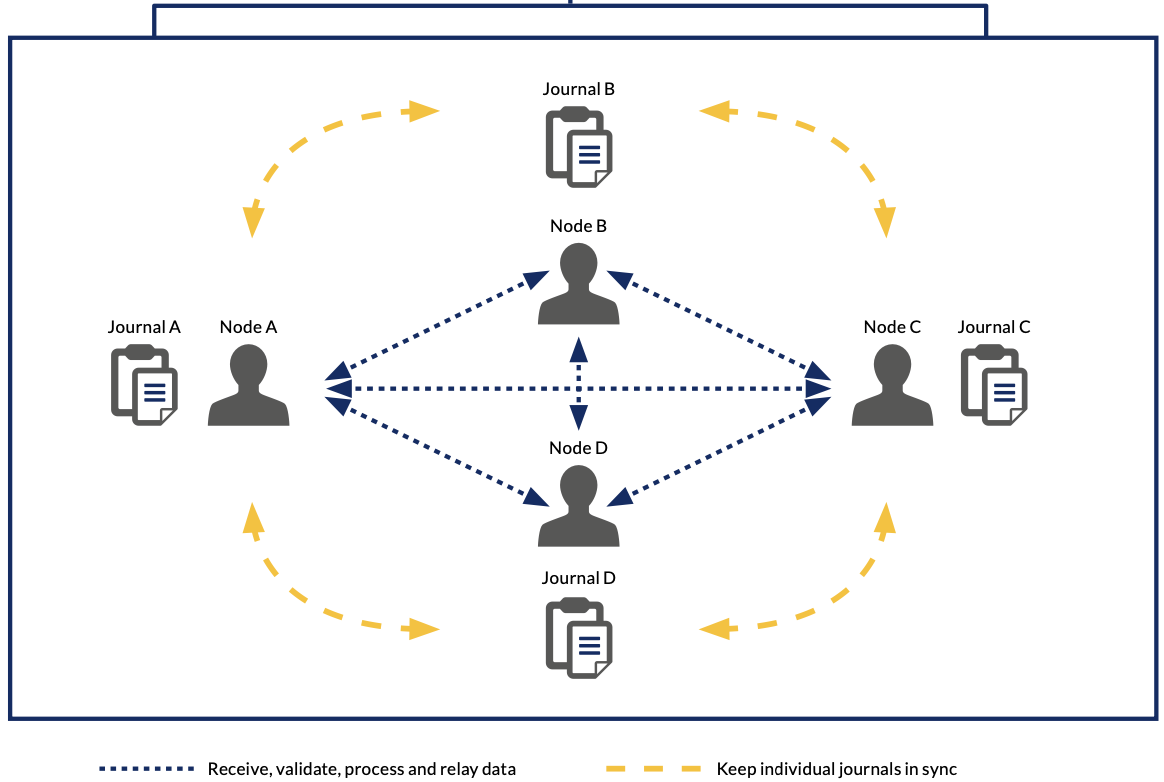 Journal B
Node B
Journal A
Node A
Node C
Journal C
Node D
Journal D
Receive, validate, process and relay data
Keep individual journals in sync